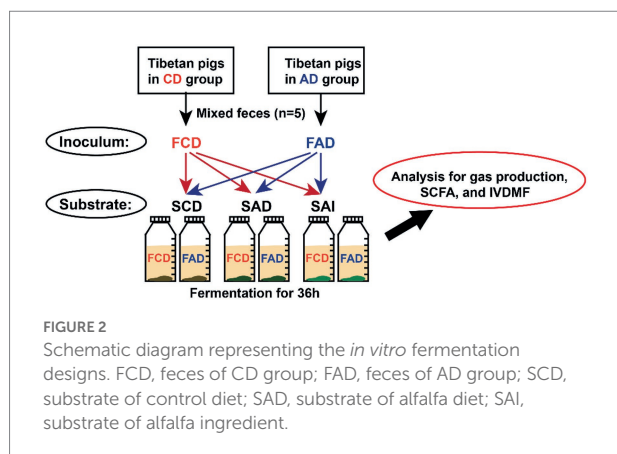 Tibetan pigs
in CD group
Tibetan pigs
in AD group
Mixed feces (n=5)
Inoculum:
FCD
FAD
Analysis for gas production,
SCFA, and IVDMF
Substrate:
SCD
SAD
SAI
FCD
FAD
FCD
FAD
FCD
FAD
Fermentation for 36h
FIGURE 2
Schematic diagram representing the in vitro fermentation
designs. FCD, feces of CD group; FAD, feces of AD group; SCD,
substrate of control diet; SAD, substrate of alfalfa diet; SAI,
substrate of alfalfa ingredient.